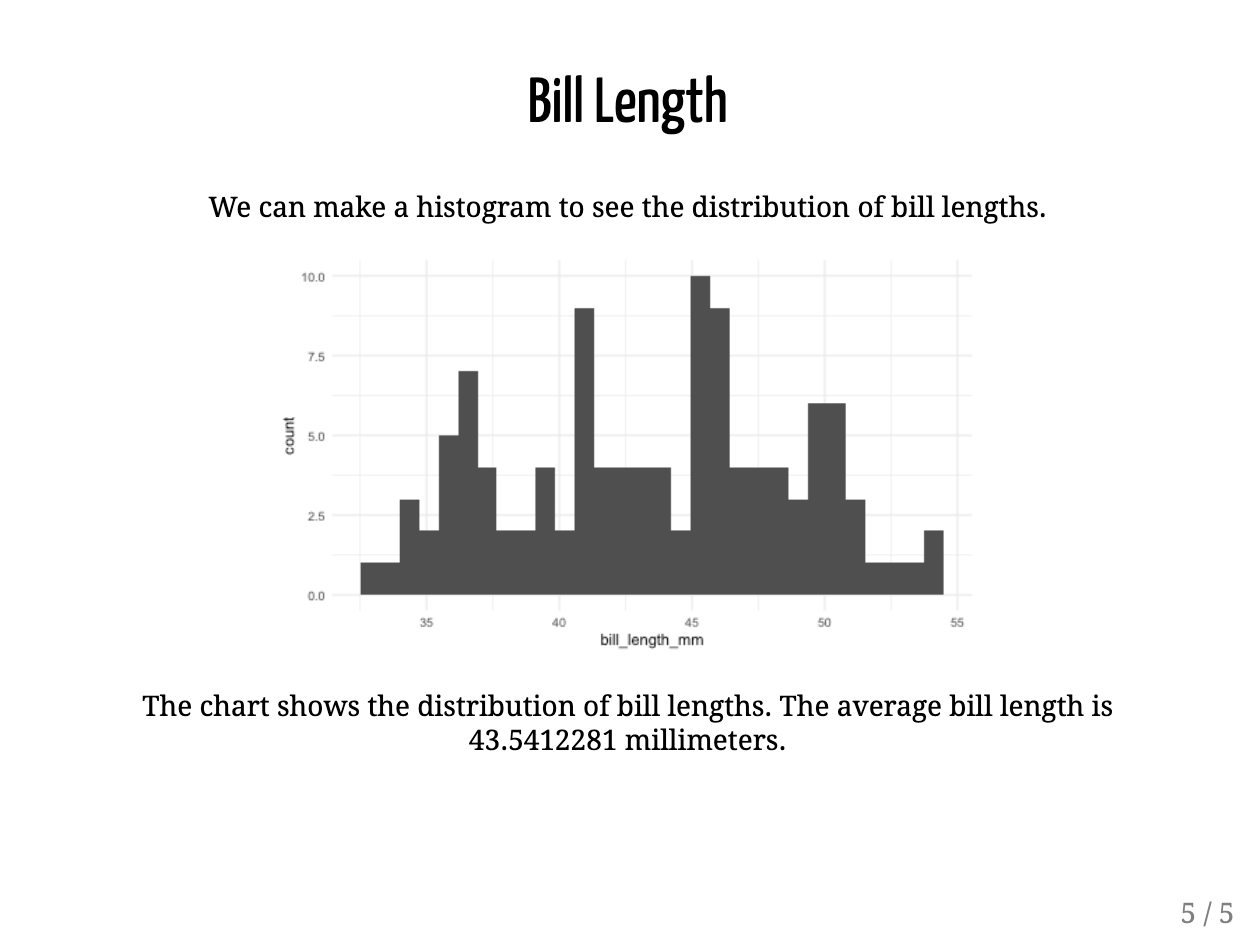 Bill Length
We can make a histogram to see the distribution of bill lengths.
10.0
7.5
5.0
2.5
0.0
count
35 40 45 50 55
bill_length_mm
The chart shows the distribution of bill lengths. The average bill length is
43.5412281 millimeters.
5 / 5